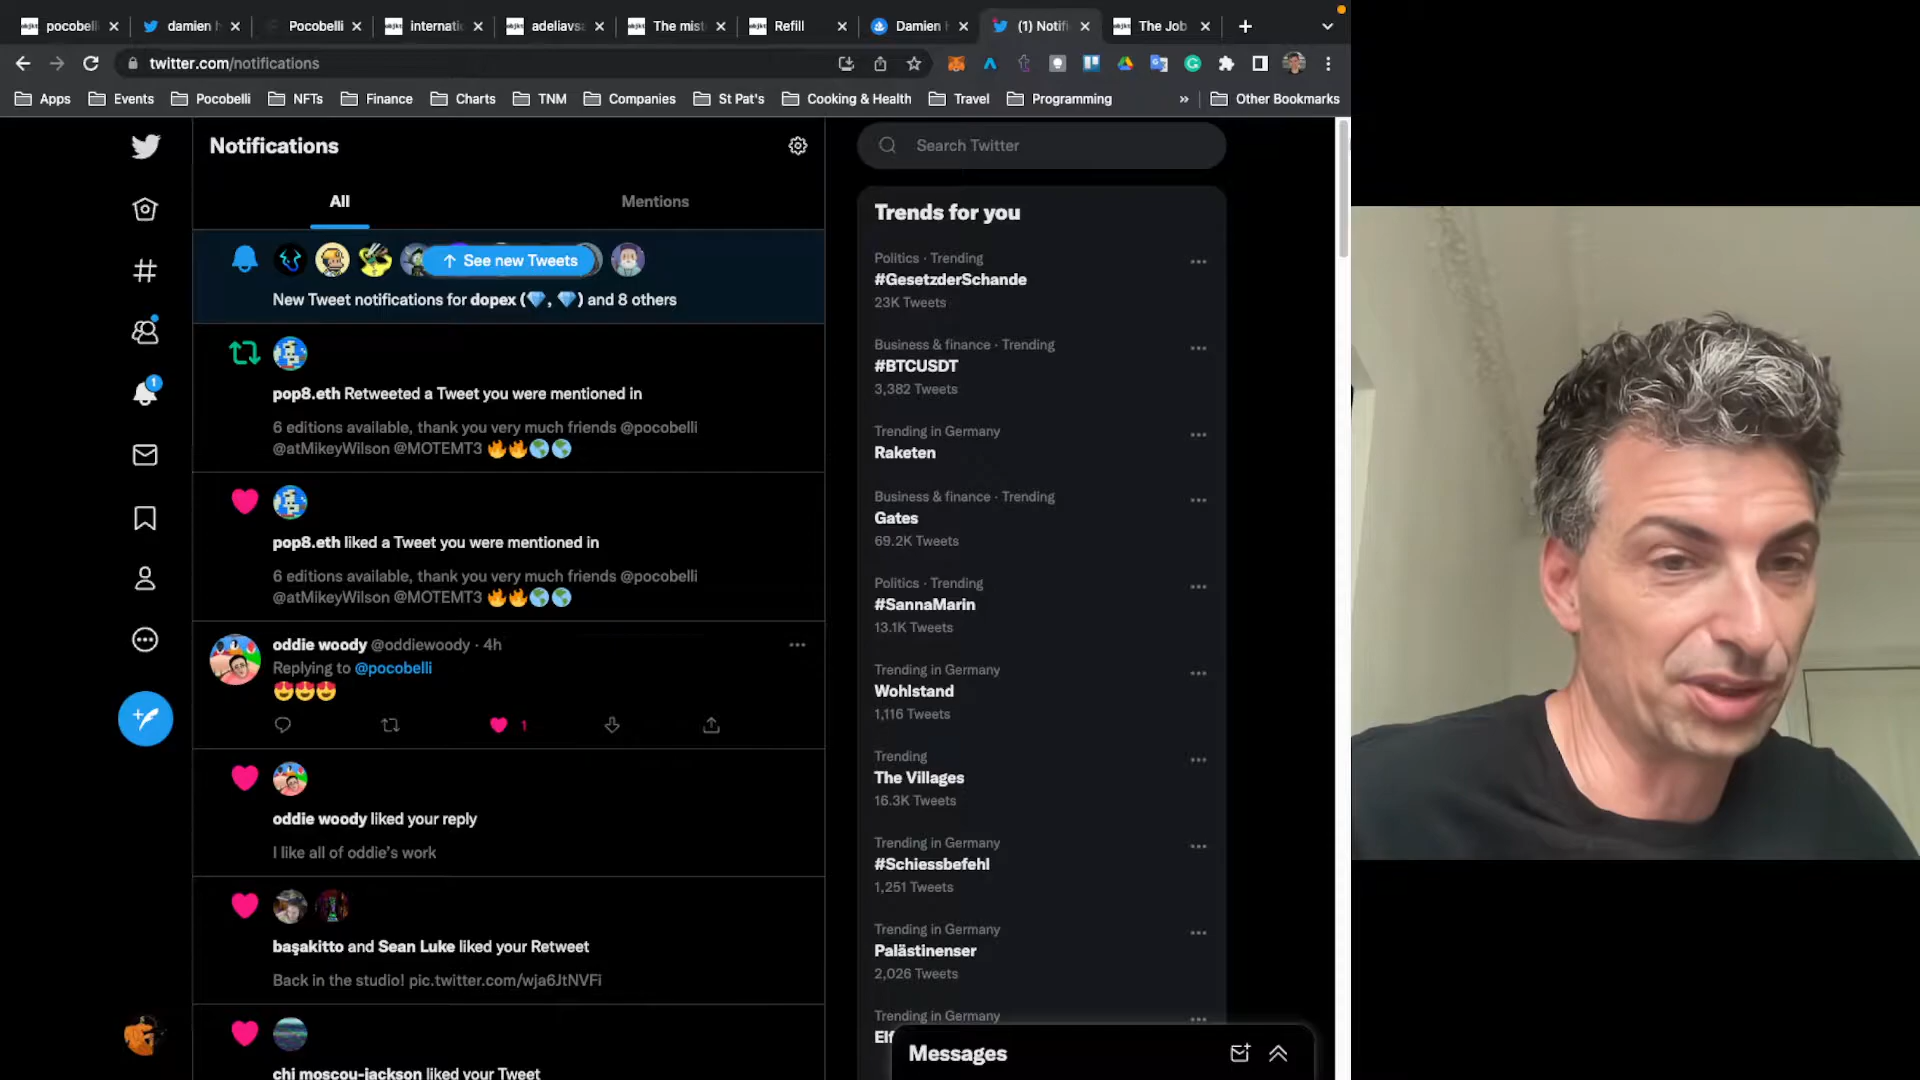 pocobelli
damien h
Pocobelli
internatio
adeliavsa
The mist
Refill
Damien H
(1) Notifi
The Job
twitter.com/notifications
Apps
Events
Pocobelli
NFTs
Finance
Charts
TNM
Companies
St Pat's
Cooking & Health
Travel
Programming
»
Other Bookmarks
Notifications
All
Mentions
↑ See new Tweets
New Tweet notifications for dopex (💎, 💎) and 8 others
pop8.eth Retweeted a Tweet you were mentioned in
6 editions available, thank you very much friends @pocobelli
@atMikeyWilson @MOTEMT3 🔥🔥🌎🌎
pop8.eth liked a Tweet you were mentioned in
6 editions available, thank you very much friends @pocobelli
@atMikeyWilson @MOTEMT3 🔥🔥🌎🌎
oddie woody @oddiewoody · 4h
Replying to @pocobelli
😍😍😍
1
oddie woody liked your reply
I like all of oddie's work
başakitto and Sean Luke liked your Retweet
Back in the studio! pic.twitter.com/wja6JtNVFi
chi moscou-jackson liked your Tweet
1
Search Twitter
Trends for you
Politics · Trending
#GesetzderSchande
23K Tweets
Business & finance · Trending
#BTCUSDT
3,382 Tweets
Trending in Germany
Raketen
Business & finance · Trending
Gates
69.2K Tweets
Politics · Trending
#SannaMarin
13.1K Tweets
Trending in Germany
Wohlstand
1,116 Tweets
Trending
The Villages
16.3K Tweets
Trending in Germany
#Schiessbefehl
1,251 Tweets
Trending in Germany
Palästinenser
2,026 Tweets
Trending in Germany
Elf
Messages